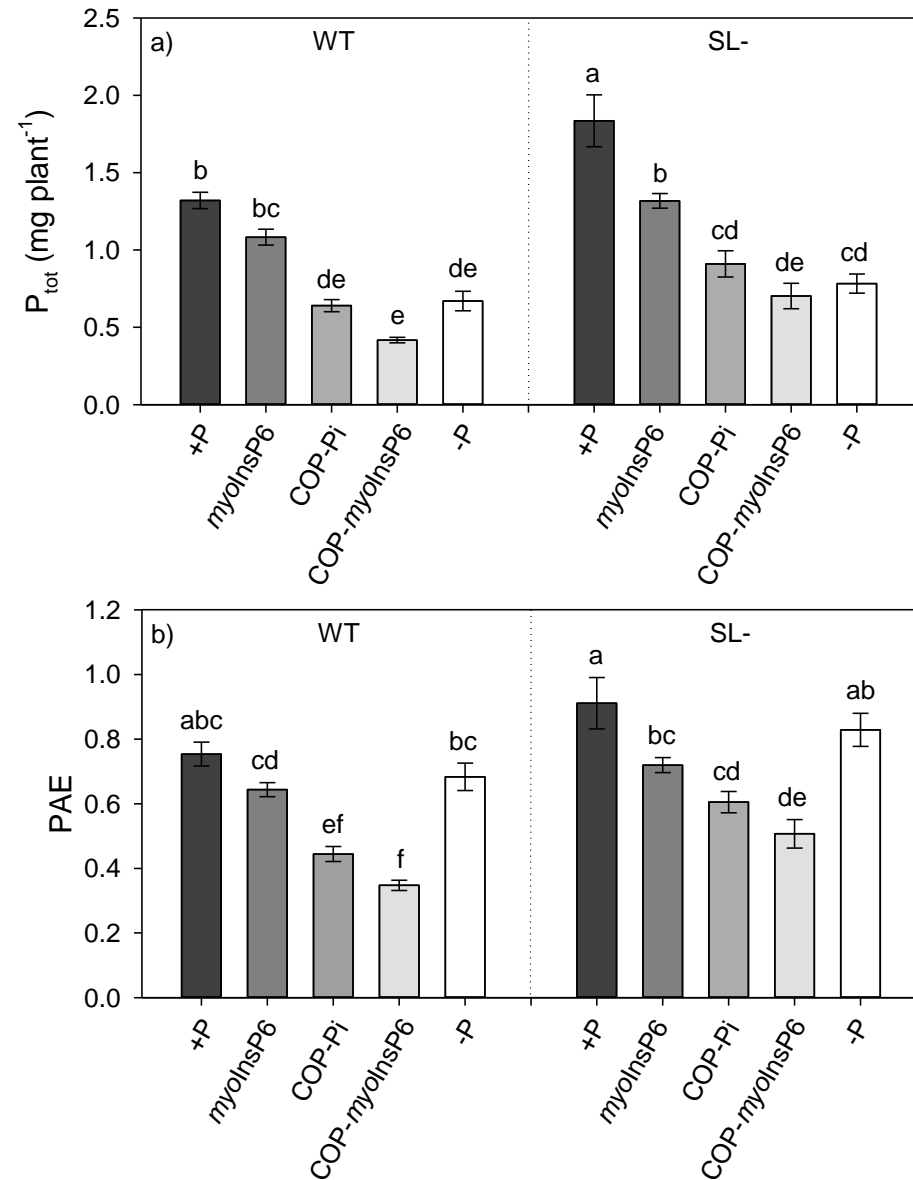 a) WT SL-
2.5
2.0
1.5
1.0
0.5
0.0
P_tot (mg plant⁻¹)
b bc de e de a b cd de cd
+P myoInsP6 COP-Pi COP-myoInsP6 -P +P myoInsP6 COP-Pi COP-myoInsP6 -P
b) WT SL-
1.2
1.0
0.8
0.6
0.4
0.2
0.0
PAE
abc cd ef f bc a bc cd de ab
+P myoInsP6 COP-Pi COP-myoInsP6 -P +P myoInsP6 COP-Pi COP-myoInsP6 -P